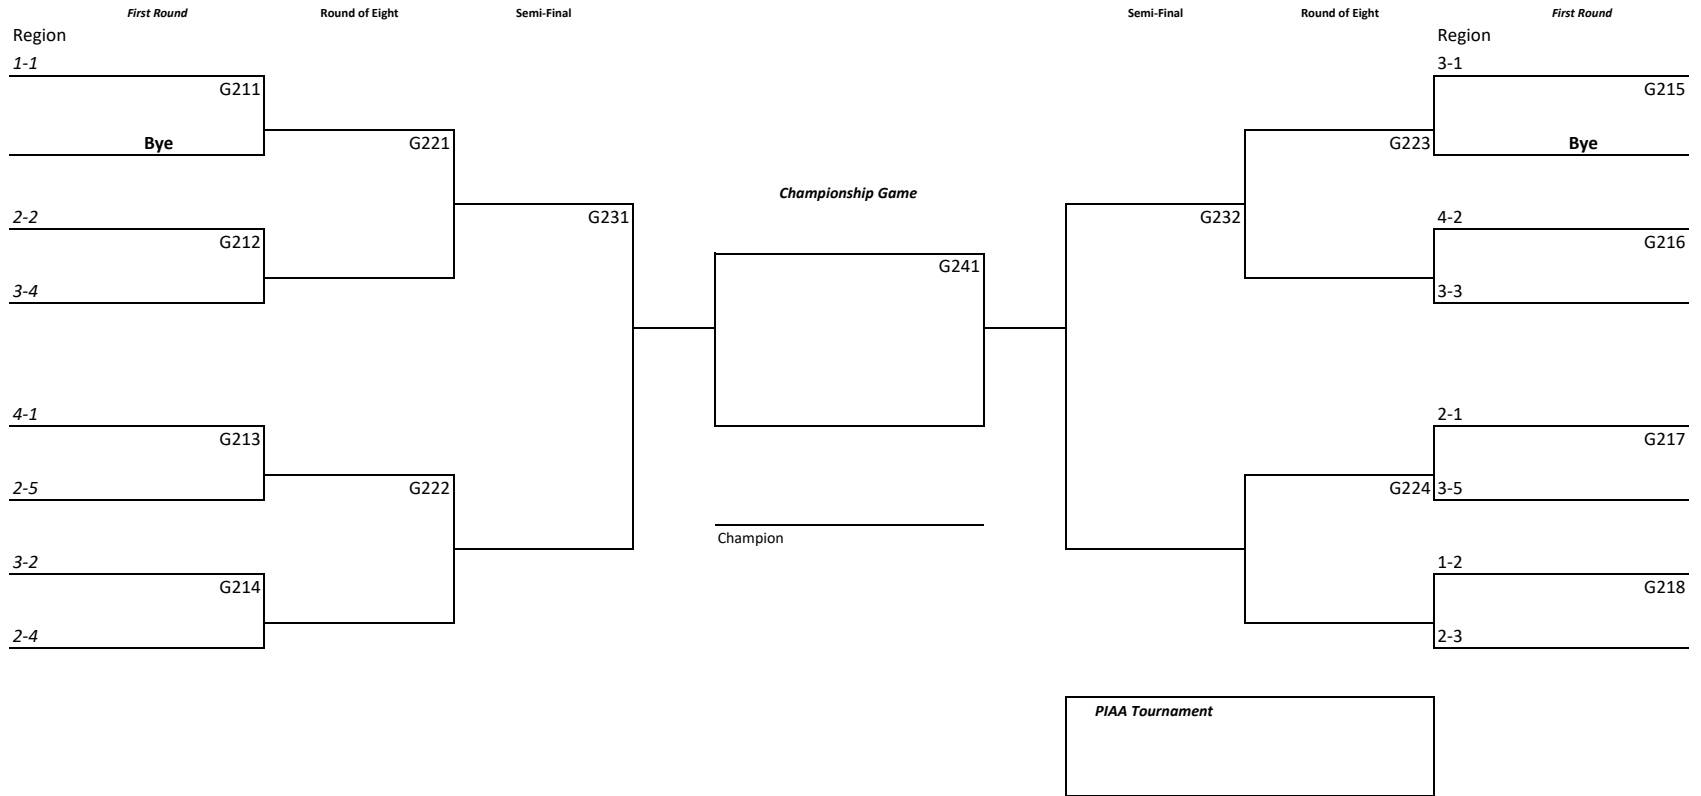 First Round Round of Eight Semi-Final Semi-Final Round of Eight First Round
Region Region
1-1 3-1
G211 G215
Bye G221 G223 Bye
Championship Game
2-2 G231 G232 4-2
G212 G216
G241
3-4 3-3
4-1 2-1
G213 G217
2-5 G222 G224 3-5
Champion
3-2 1-2
G214 G218
2-4 2-3
PIAA Tournament